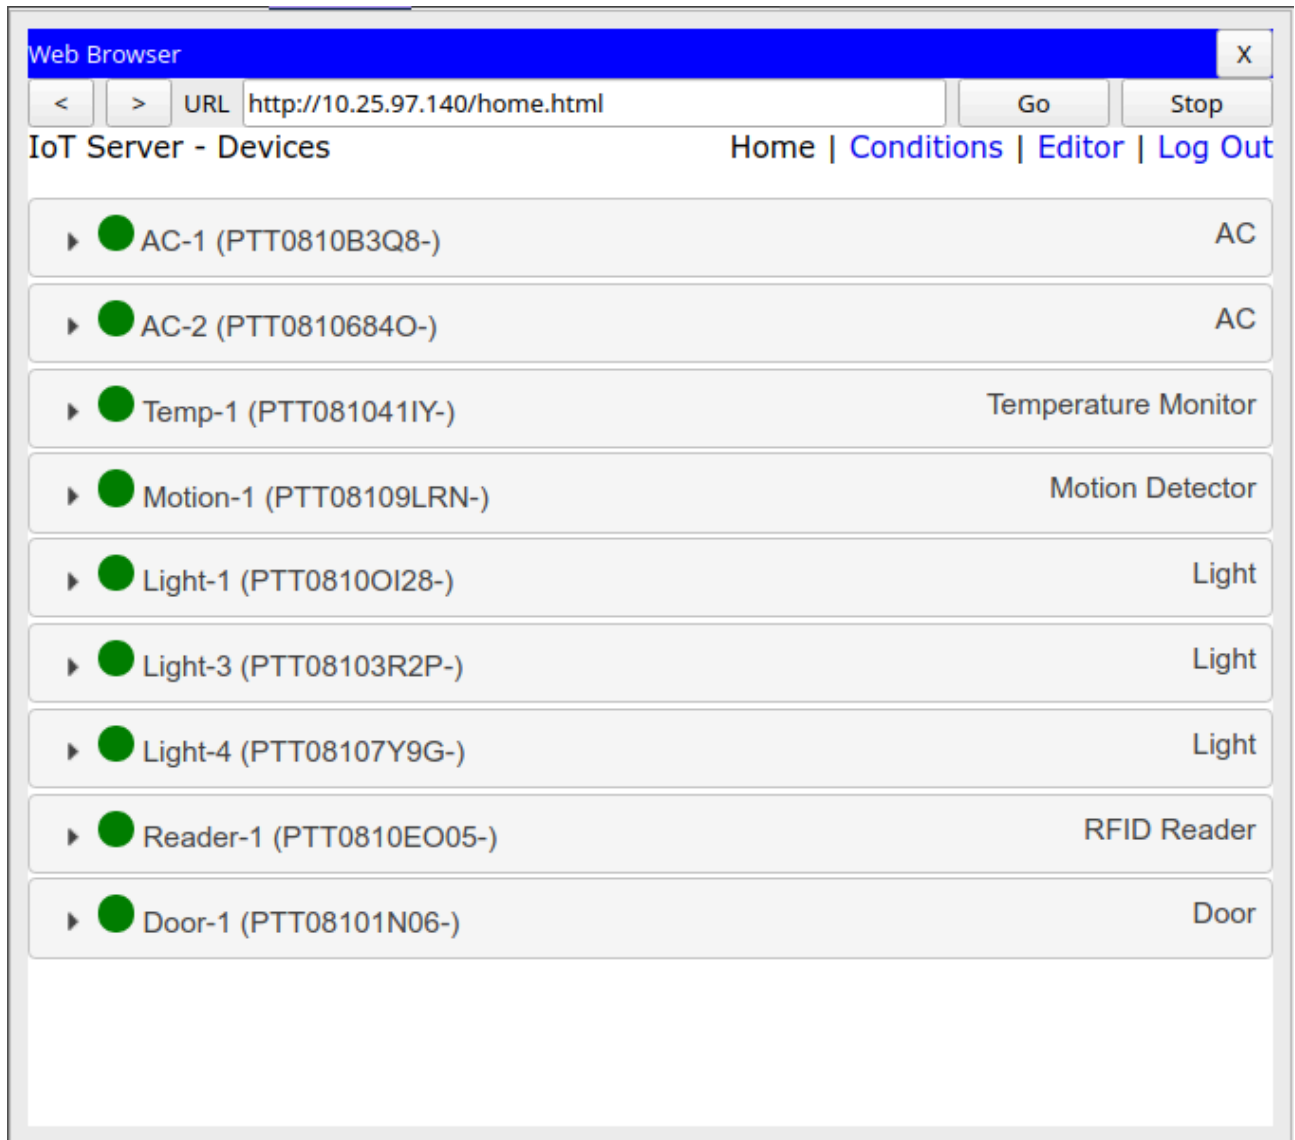 Web Browser X
< > URL http://10.25.97.140/home.html Go Stop
IoT Server - Devices Home | Conditions | Editor | Log Out
AC-1 (PTT0810B3Q8-) AC
AC-2 (PTT0810684O-) AC
Temp-1 (PTT081041IY-) Temperature Monitor
Motion-1 (PTT08109LRN-) Motion Detector
Light-1 (PTT0810OI28-) Light
Light-3 (PTT08103R2P-) Light
Light-4 (PTT08107Y9G-) Light
Reader-1 (PTT0810EO05-) RFID Reader
Door-1 (PTT08101N06-) Door